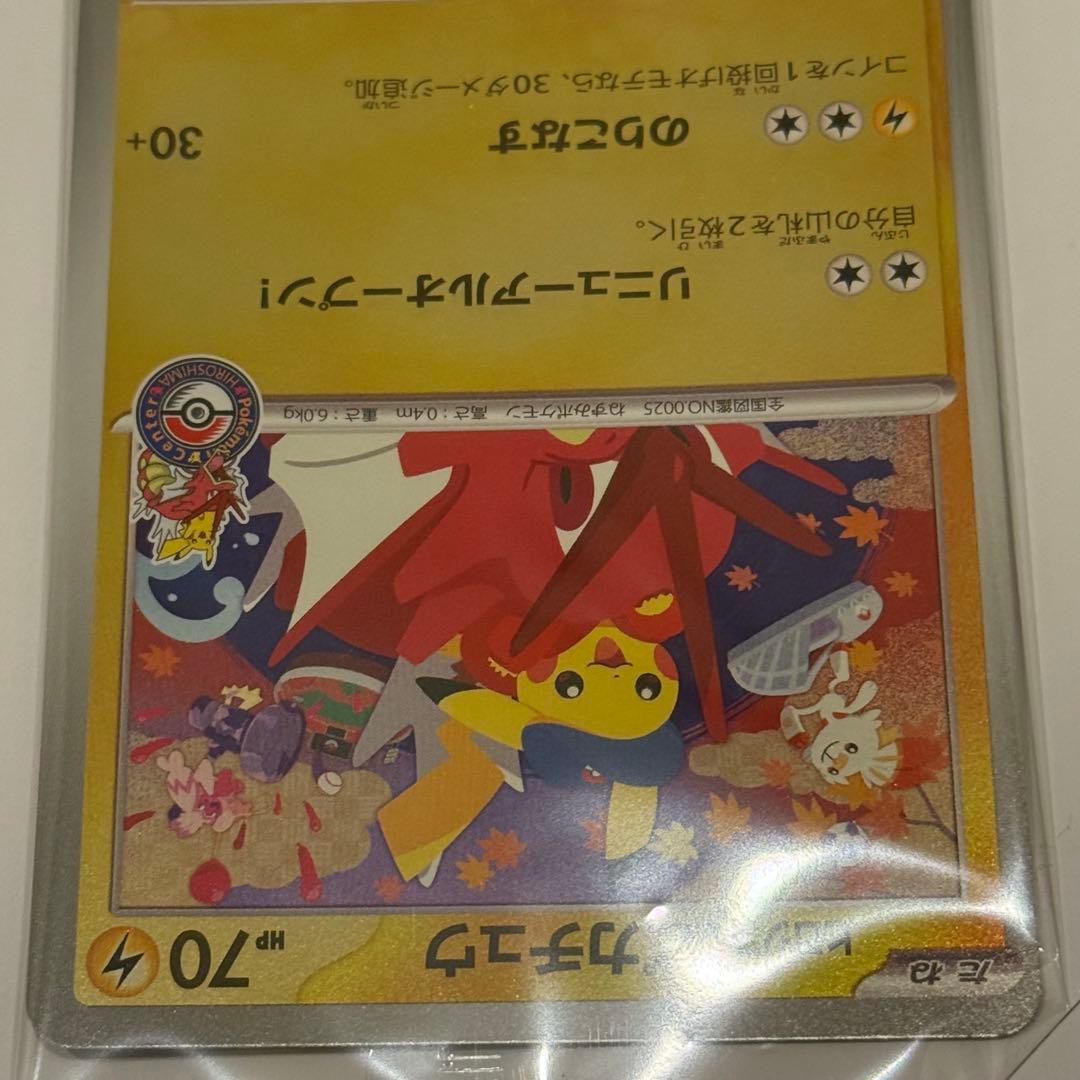 たね
カチュウ
HP 70
Pokémon Center
HIROSHIMA
全国図鑑NO.0025 ねずみポケモン 高さ:0.4m 重さ:6.0kg
リニューアルオープン!
自分の山札を2枚引く。
のりこなす 30+
コインを1回投げオモテなら、30ダメージ追加。